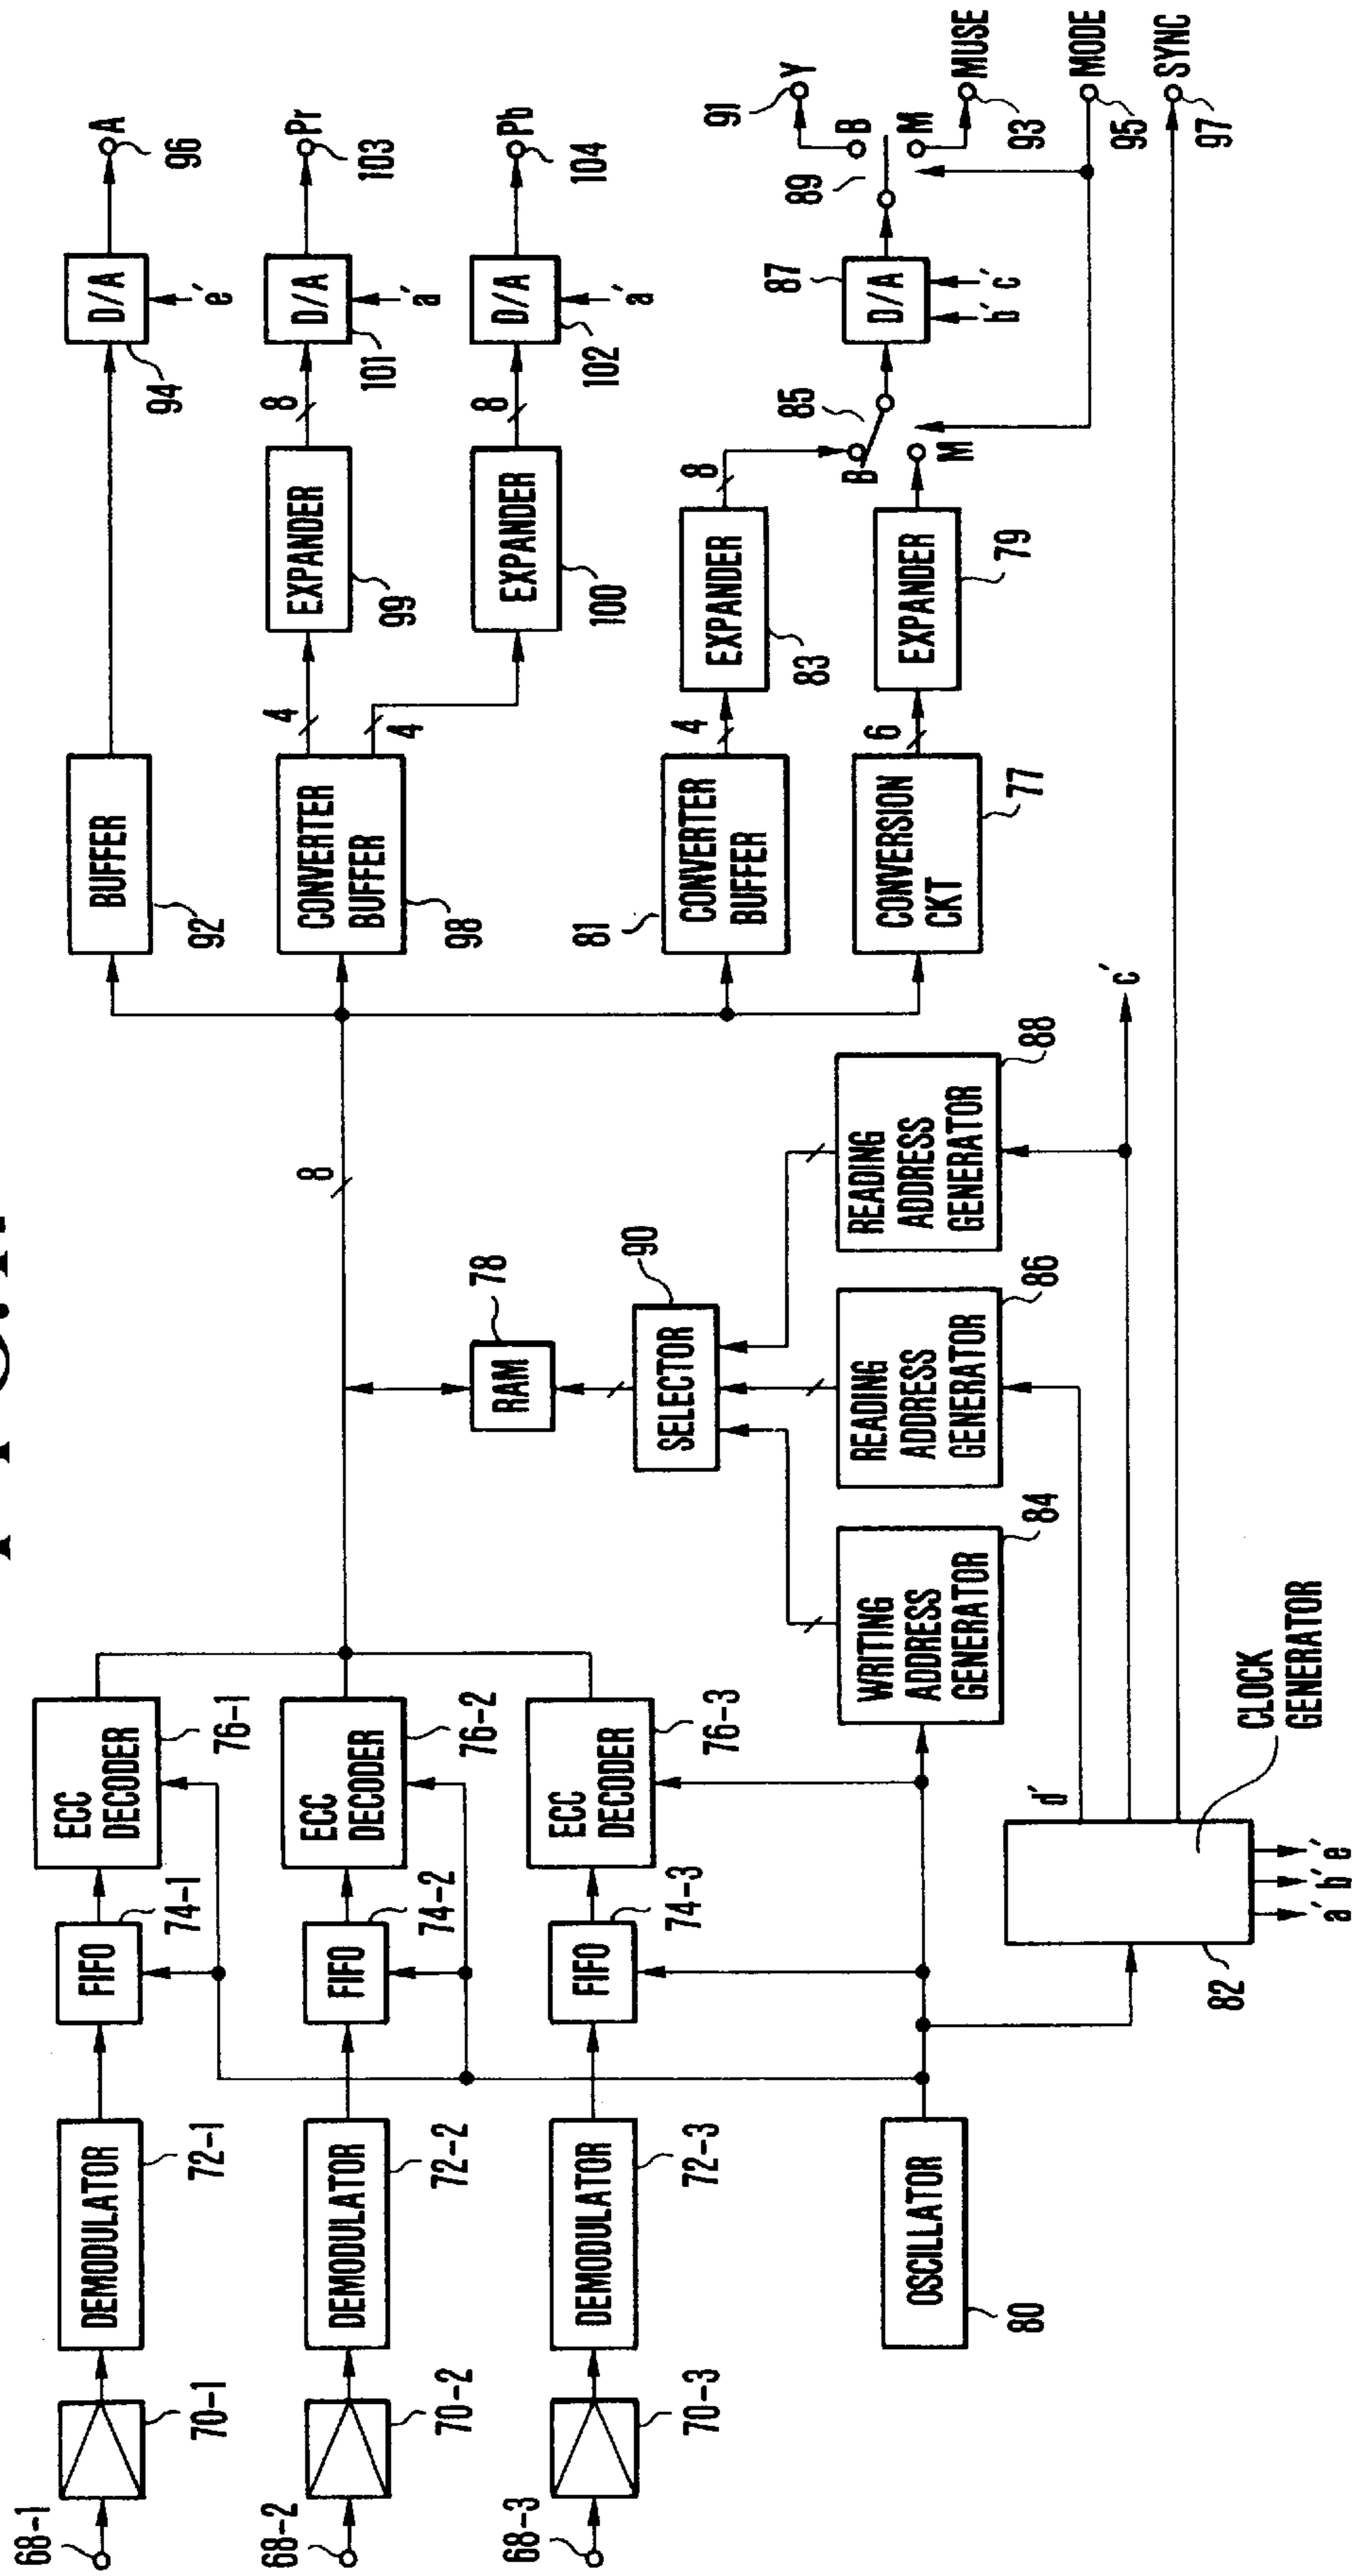 68-1
70-1
DEMODULATOR
72-1
FIFO
74-1
ECC
DECODER
76-1
68-2
70-2
DEMODULATOR
72-2
FIFO
74-2
ECC
DECODER
76-2
68-3
70-3
DEMODULATOR
72-3
FIFO
74-3
ECC
DECODER
76-3
OSCILLATOR
80
82
CLOCK
GENERATOR
a'
b'
e'
d'
c'
WRITING
ADDRESS
GENERATOR
84
READING
ADDRESS
GENERATOR
86
READING
ADDRESS
GENERATOR
88
SELECTOR
90
RAM
78
8
BUFFER
92
D/A
94
e'
A
96
CONVERTER
BUFFER
98
4
4
EXPANDER
99
8
D/A
101
a'
Pr
103
EXPANDER
100
8
D/A
102
a'
Pb
104
CONVERTER
BUFFER
81
4
EXPANDER
83
8
CONVERSION
CKT
77
6
EXPANDER
79
B
M
85
D/A
87
b'
c'
89
B
M
Y
91
MUSE
93
MODE
95
SYNC
97